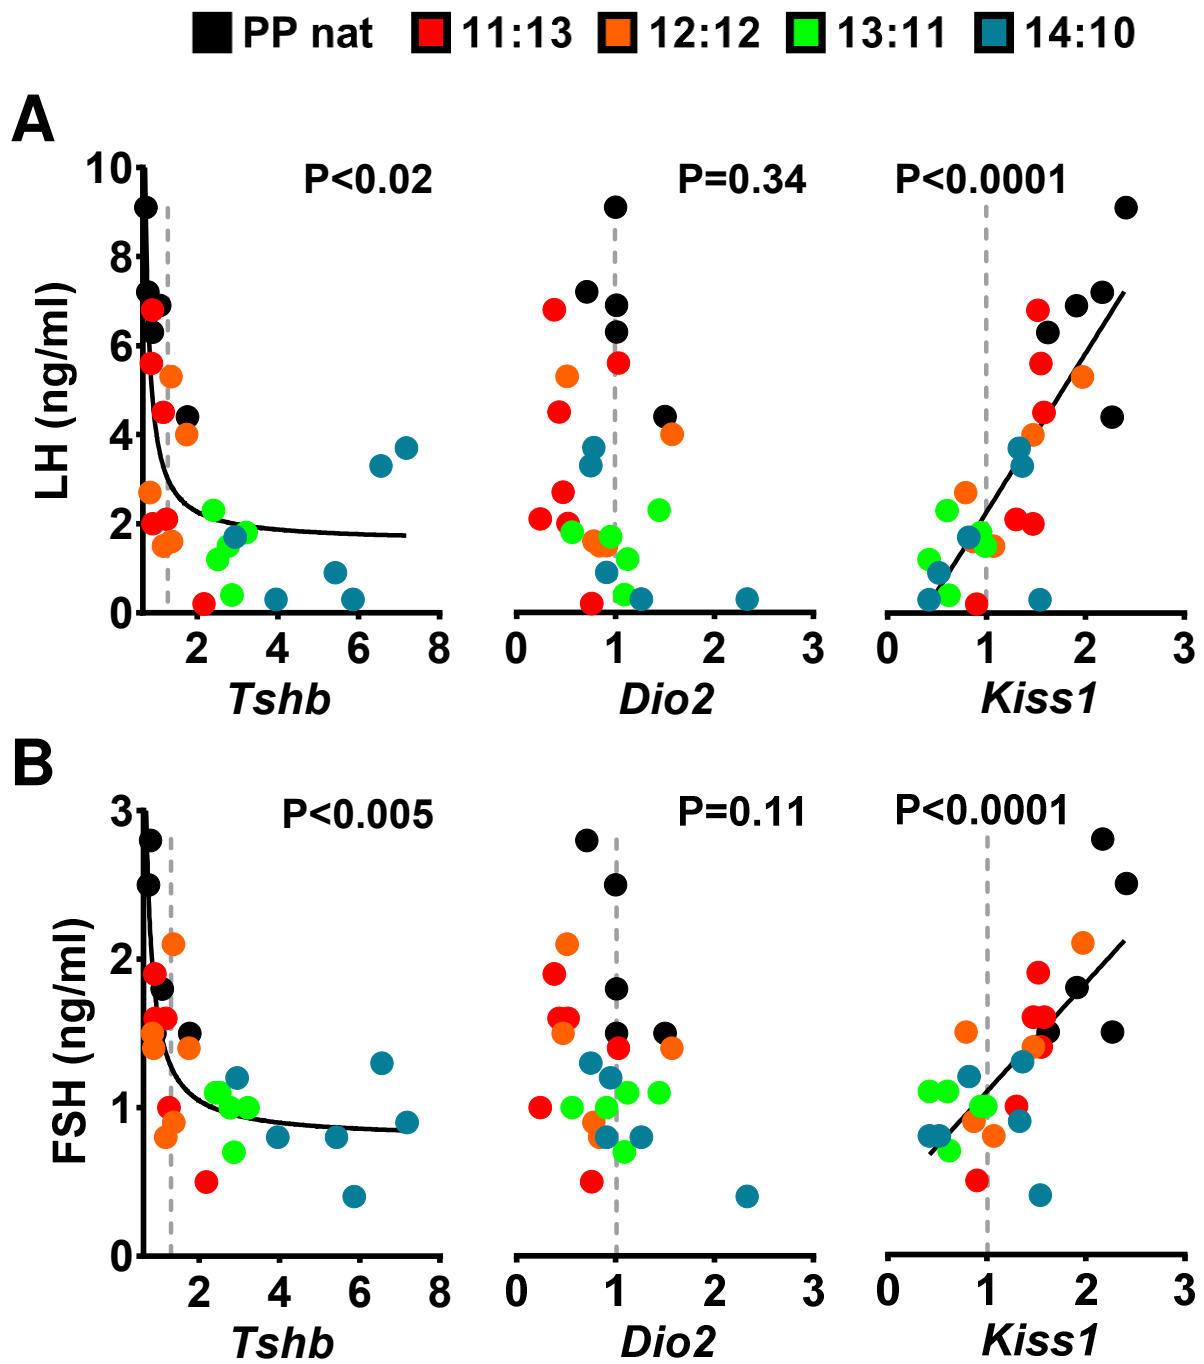 PP nat 11:13 12:12 13:11 14:10
A
P<0.02 P=0.34 P<0.0001
LH (ng/ml)
10
8
6
4
2
0
2 4 6 8 0 1 2 3 0 1 2 3
Tshb Dio2 Kiss1
B
P<0.005 P=0.11 P<0.0001
FSH (ng/ml)
3
2
1
0
2 4 6 8 0 1 2 3 0 1 2 3
Tshb Dio2 Kiss1